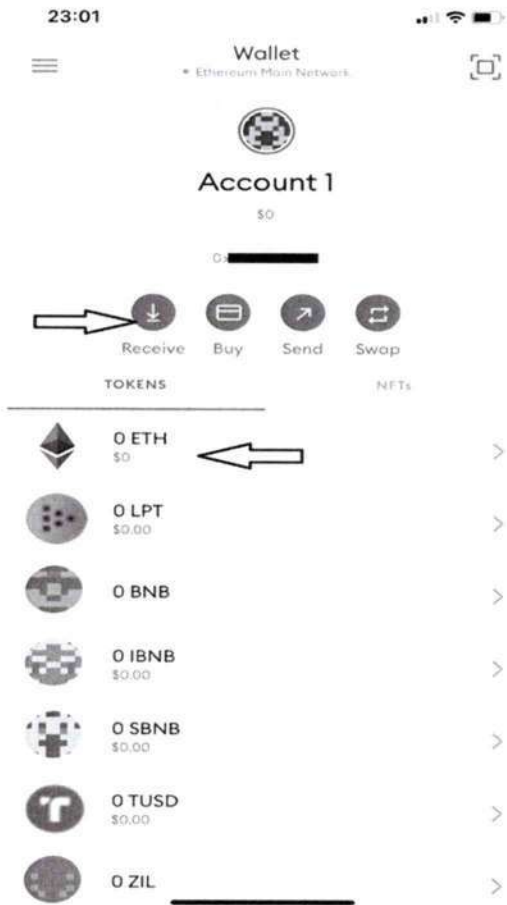 23:01
Wallet
Ethereum Main Network
Account 1
$0
0x
Receive Buy Send Swap
TOKENS NFTs
0 ETH
$0
0 LPT
$0.00
0 BNB
0 IBNB
$0.00
0 SBNB
$0.00
0 TUSD
$0.00
0 ZIL